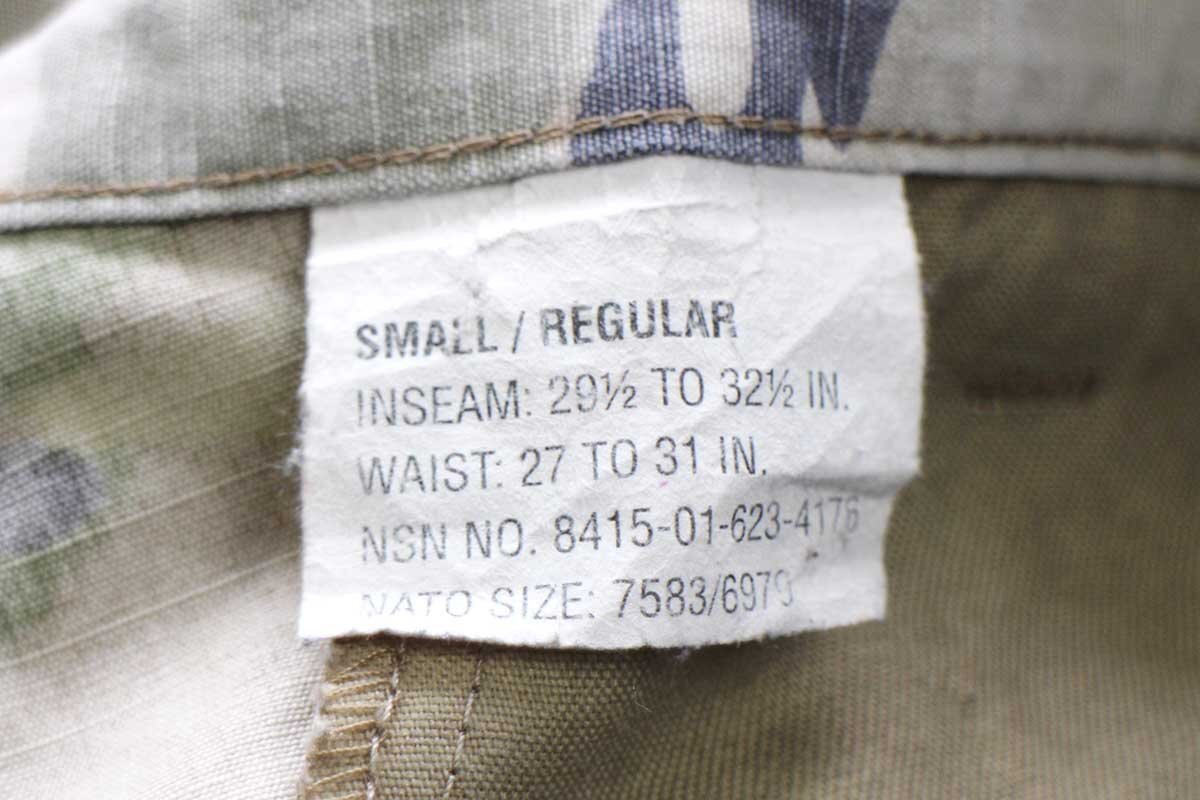 SMALL / REGULAR
INSEAM: 29½ TO 32½ IN.
WAIST: 27 TO 31 IN.
NSN NO. 8415-01-623-4176
NATO SIZE: 7583/6979